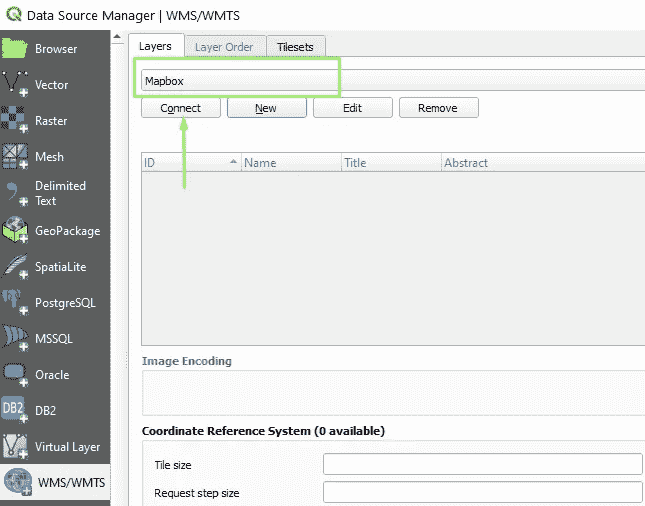 Data Source Manager | WMS/WMTS
Browser
Vector
Raster
Mesh
Delimited
Text
GeoPackage
SpatiaLite
PostgreSQL
MSSQL
Oracle
DB2
DB2
Virtual Layer
WMS/WMTS
Layers Layer Order Tilesets
Mapbox
Connect New Edit Remove
ID Name Title Abstract
Image Encoding
Coordinate Reference System (0 available)
Tile size
Request step size